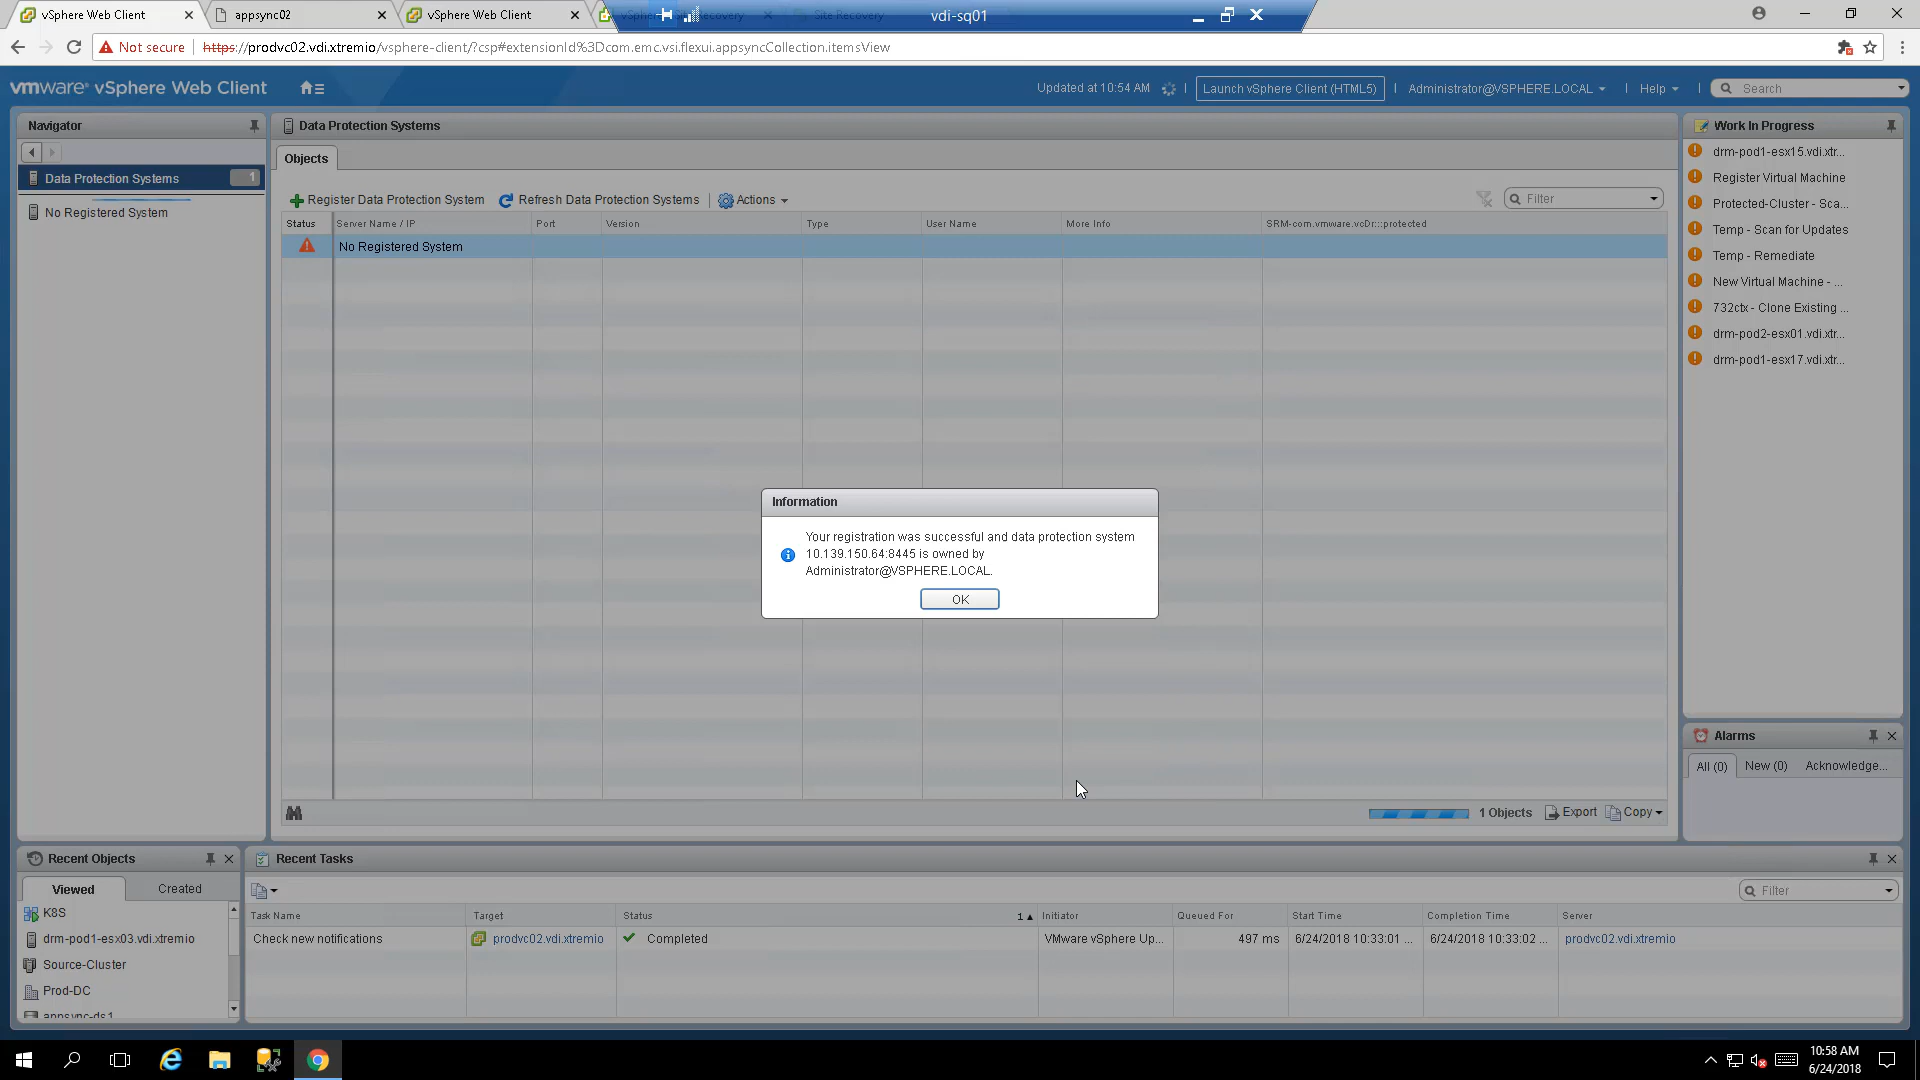 vSphere Web Client
appsync02
vSphere Web Client
vSphere
Recovery
Site Recovery
vdi-sq01
Not secure
https://prodvc02.vdi.xtremio/vsphere-client/?csp#extensionId%3Dcom.emc.vsi.flexui.appsyncCollection.itemsView
vmware® vSphere Web Client
Updated at 10:54 AM
Launch vSphere Client (HTML5)
Administrator@VSPHERE.LOCAL
Help
Search
Navigator
Data Protection Systems 1
No Registered System
Data Protection Systems
Objects
Register Data Protection System
Refresh Data Protection Systems
Actions
Filter
Status Server Name / IP Port Version Type User Name More Info SRM-com.vmware.vcDr:::protected
No Registered System
Information
Your registration was successful and data protection system
10.139.150.64:8445 is owned by
Administrator@VSPHERE.LOCAL.
OK
1 Objects Export Copy
Work In Progress
drm-pod1-esx15.vdi.xtr...
Register Virtual Machine
Protected-Cluster - Sca...
Temp - Scan for Updates
Temp - Remediate
New Virtual Machine - ...
732ctx - Clone Existing ...
drm-pod2-esx01.vdi.xtr...
drm-pod1-esx17.vdi.xtr...
Alarms
All (0) New (0) Acknowledge...
Recent Objects
Viewed Created
K8S
drm-pod1-esx03.vdi.xtremio
Source-Cluster
Prod-DC
appsync-ds1
Recent Tasks
Filter
Task Name Target Status 1 Initiator Queued For Start Time Completion Time Server
Check new notifications prodvc02.vdi.xtremio Completed VMware vSphere Up... 497 ms 6/24/2018 10:33:01 ... 6/24/2018 10:33:02 ... prodvc02.vdi.xtremio
10:58 AM
6/24/2018